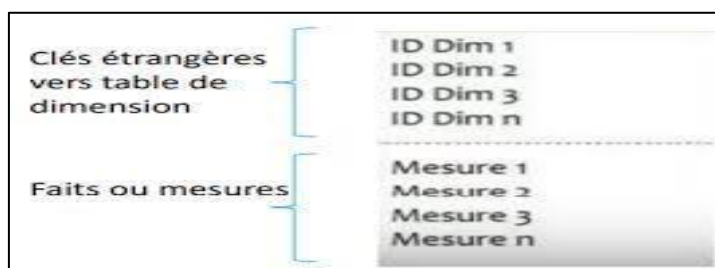 Clés étrangères
vers table de
dimension
ID Dim 1
ID Dim 2
ID Dim 3
ID Dim n
Faits ou mesures
Mesure 1
Mesure 2
Mesure 3
Mesure n